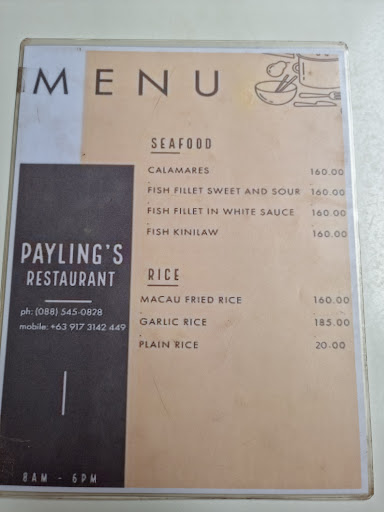 MENU
SEAFOOD
CALAMARES 160.00
FISH FILLET SWEET AND SOUR 160.00
FISH FILLET IN WHITE SAUCE 160.00
FISH KINILAW 160.00
RICE
MACAU FRIED RICE 160.00
GARLIC RICE 185.00
PLAIN RICE 20.00
PAYLING'S
RESTAURANT
ph: (088) 545-0828
mobile: +63 917 3142 449
8AM - 6PM